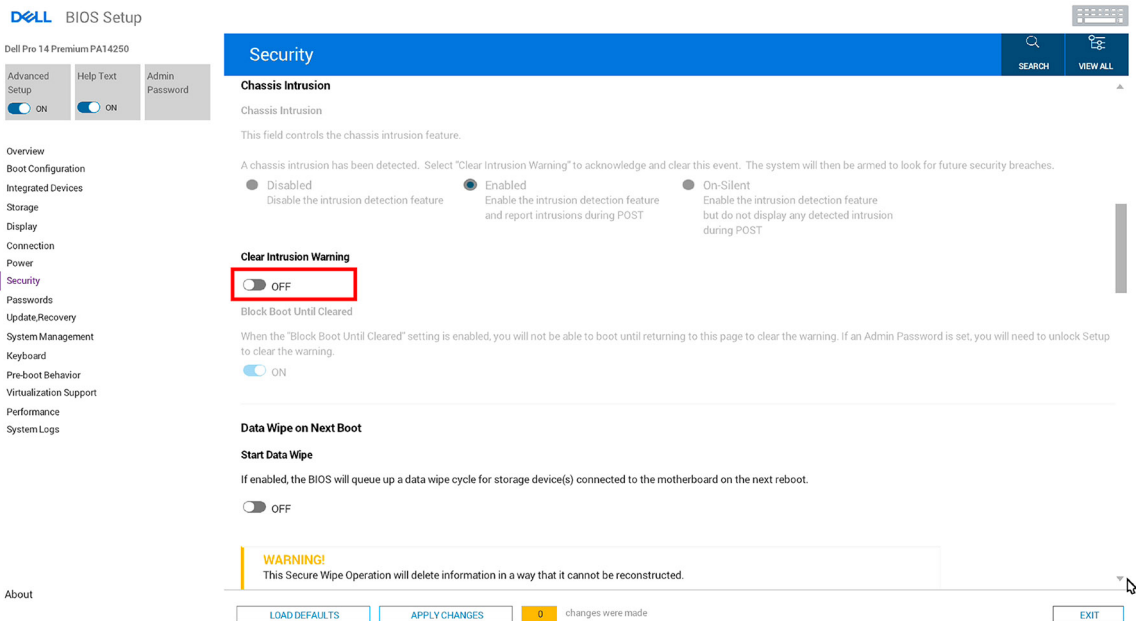 DELL BIOS Setup
Dell Pro 14 Premium PA14250
Advanced Setup
ON
Help Text
ON
Admin Password
Overview
Boot Configuration
Integrated Devices
Storage
Display
Connection
Power
Security
Passwords
Update,Recovery
System Management
Keyboard
Pre-boot Behavior
Virtualization Support
Performance
System Logs
About
Security
SEARCH
VIEW ALL
Chassis Intrusion
Chassis Intrusion
This field controls the chassis intrusion feature.
A chassis intrusion has been detected. Select "Clear Intrusion Warning" to acknowledge and clear this event. The system will then be armed to look for future security breaches.
Disabled
Disable the intrusion detection feature
Enabled
Enable the intrusion detection feature
and report intrusions during POST
On-Silent
Enable the intrusion detection feature
but do not display any detected intrusion
during POST
Clear Intrusion Warning
OFF
Block Boot Until Cleared
When the "Block Boot Until Cleared" setting is enabled, you will not be able to boot until returning to this page to clear the warning. If an Admin Password is set, you will need to unlock Setup
to clear the warning.
ON
Data Wipe on Next Boot
Start Data Wipe
If enabled, the BIOS will queue up a data wipe cycle for storage device(s) connected to the motherboard on the next reboot.
OFF
WARNING!
This Secure Wipe Operation will delete information in a way that it cannot be reconstructed.
LOAD DEFAULTS
APPLY CHANGES
0
changes were made
EXIT